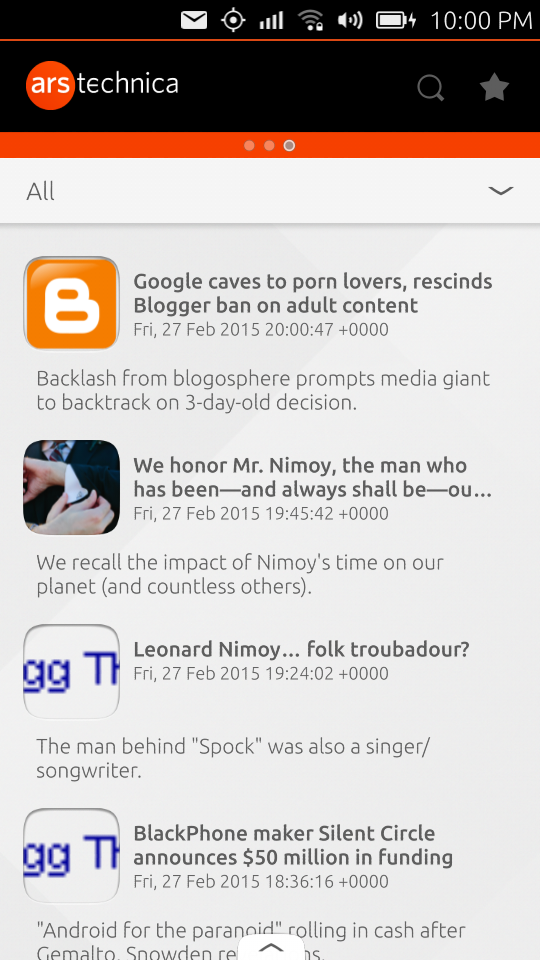 10:00 PM
ars technica
All
Google caves to porn lovers, rescinds
Blogger ban on adult content
Fri, 27 Feb 2015 20:00:47 +0000
Backlash from blogosphere prompts media giant
to backtrack on 3-day-old decision.
We honor Mr. Nimoy, the man who
has been—and always shall be—ou...
Fri, 27 Feb 2015 19:45:42 +0000
We recall the impact of Nimoy's time on our
planet (and countless others).
gg Th
Leonard Nimoy... folk troubadour?
Fri, 27 Feb 2015 19:24:02 +0000
The man behind "Spock" was also a singer/
songwriter.
gg Th
BlackPhone maker Silent Circle
announces $50 million in funding
Fri, 27 Feb 2015 18:36:16 +0000
"Android for the paranoid" rolling in cash after
Gemalto, Snowden